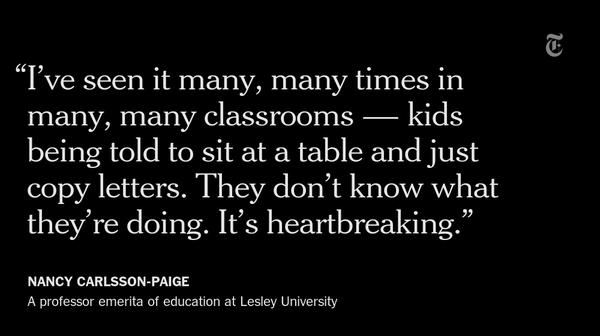 T
“I’ve seen it many, many times in
many, many classrooms — kids
being told to sit at a table and just
copy letters. They don’t know what
they’re doing. It’s heartbreaking.”
NANCY CARLSSON-PAIGE
A professor emerita of education at Lesley University